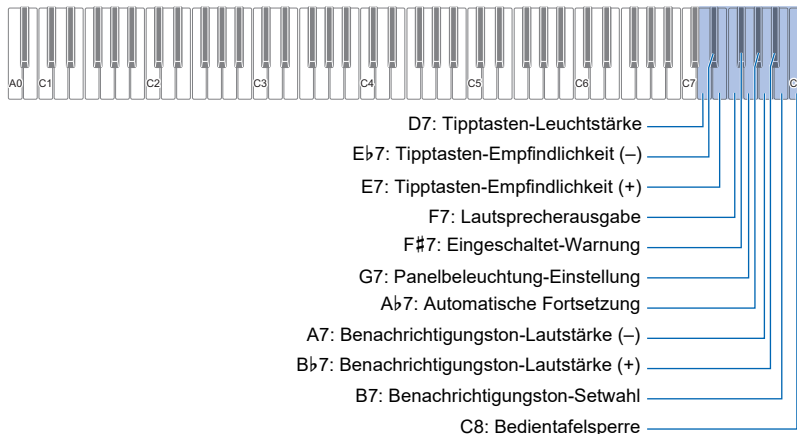 A0 C1 C2 C3 C4 C5 C6 C7 C
D7: Tipptasten-Leuchtstärke
E♭7: Tipptasten-Empfindlichkeit (–)
E7: Tipptasten-Empfindlichkeit (+)
F7: Lautsprecherausgabe
F♯7: Eingeschaltet-Warnung
G7: Panelbeleuchtung-Einstellung
A♭7: Automatische Fortsetzung
A7: Benachrichtigungston-Lautstärke (–)
B♭7: Benachrichtigungston-Lautstärke (+)
B7: Benachrichtigungston-Setwahl
C8: Bedientafelsperre